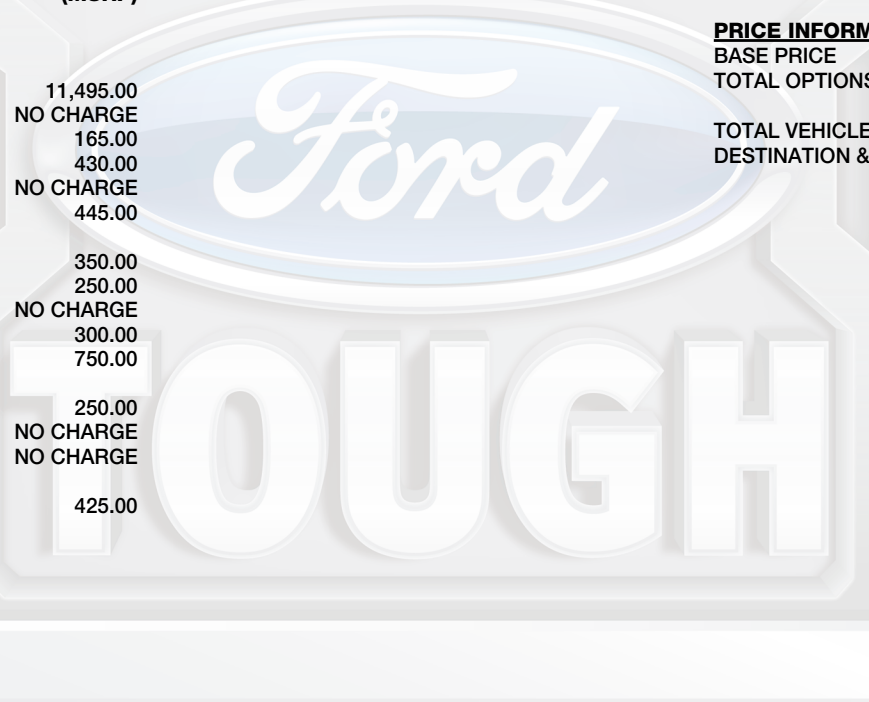 (MSRP)
11,495.00
NO CHARGE
165.00
430.00
NO CHARGE
445.00
350.00
250.00
NO CHARGE
300.00
750.00
250.00
NO CHARGE
NO CHARGE
425.00
PRICE INFORM
BASE PRICE
TOTAL OPTIONS
TOTAL VEHICLE
DESTINATION &
Ford
TOUGH